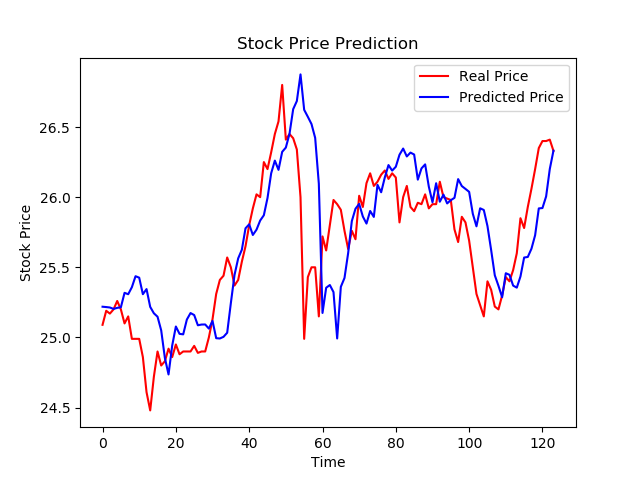 Stock Price Prediction
Real Price
Predicted Price
Stock Price
26.5
26.0
25.5
25.0
24.5
0 20 40 60 80 100 120
Time